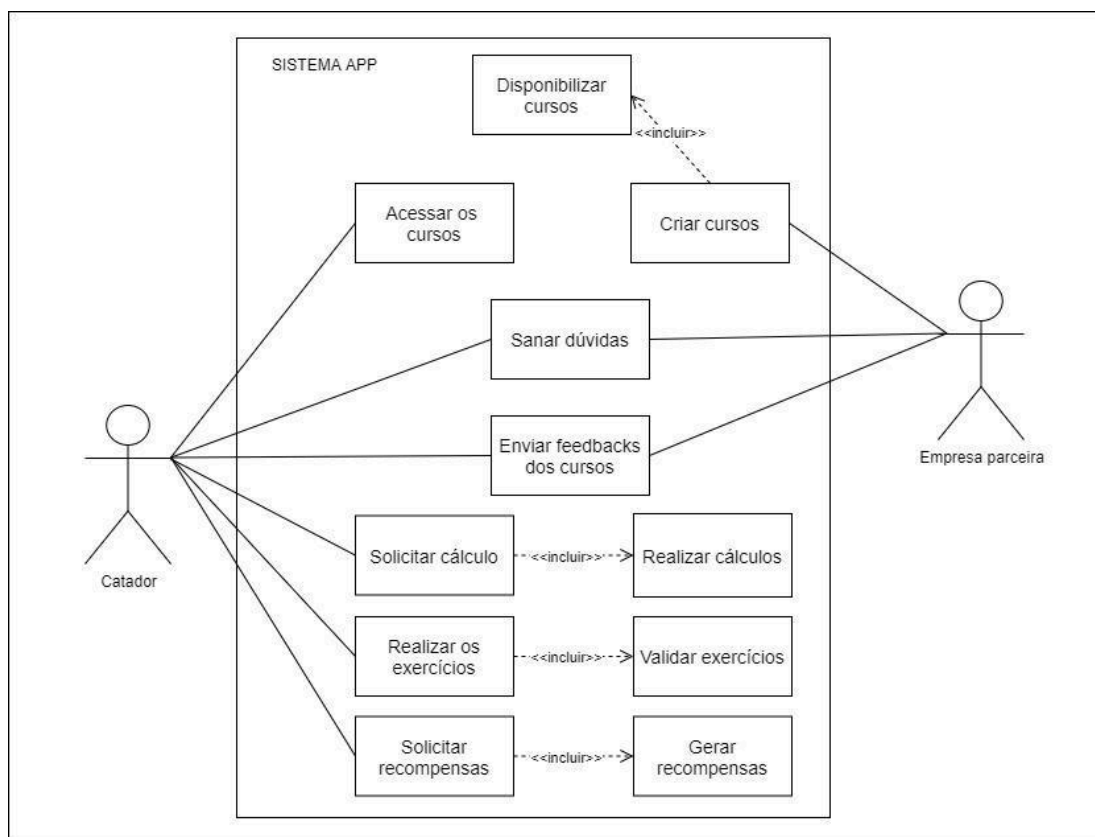 SISTEMA APP
Disponibilizar
cursos
<<incluir>>
Acessar os
cursos
Criar cursos
Sanar dúvidas
Enviar feedbacks
dos cursos
Empresa parceira
Solicitar cálculo
<<incluir>>
Realizar cálculos
Catador
Realizar os
exercícios
<<incluir>>
Validar exercícios
Solicitar
recompensas
<<incluir>>
Gerar
recompensas